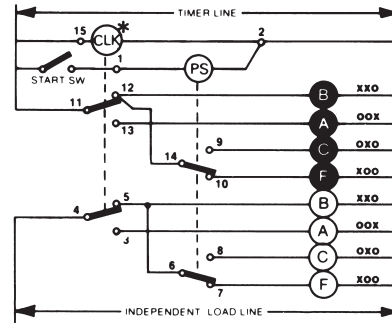 TIMER LINE
15 CLK* 2
1 PS
START SW
12 B XXO
11
A OOX
13
9 C OXO
14
10 F XOO
5 B XXO
4
A OOX
3
8 C OXO
6
7 F XOO
INDEPENDENT LOAD LINE